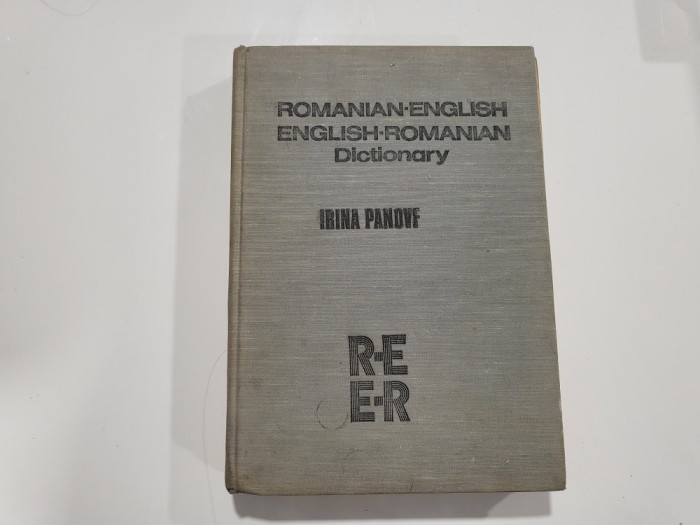 ROMANIAN-ENGLISH
ENGLISH-ROMANIAN
Dictionary
IRINA PANOVF
R-E
E-R